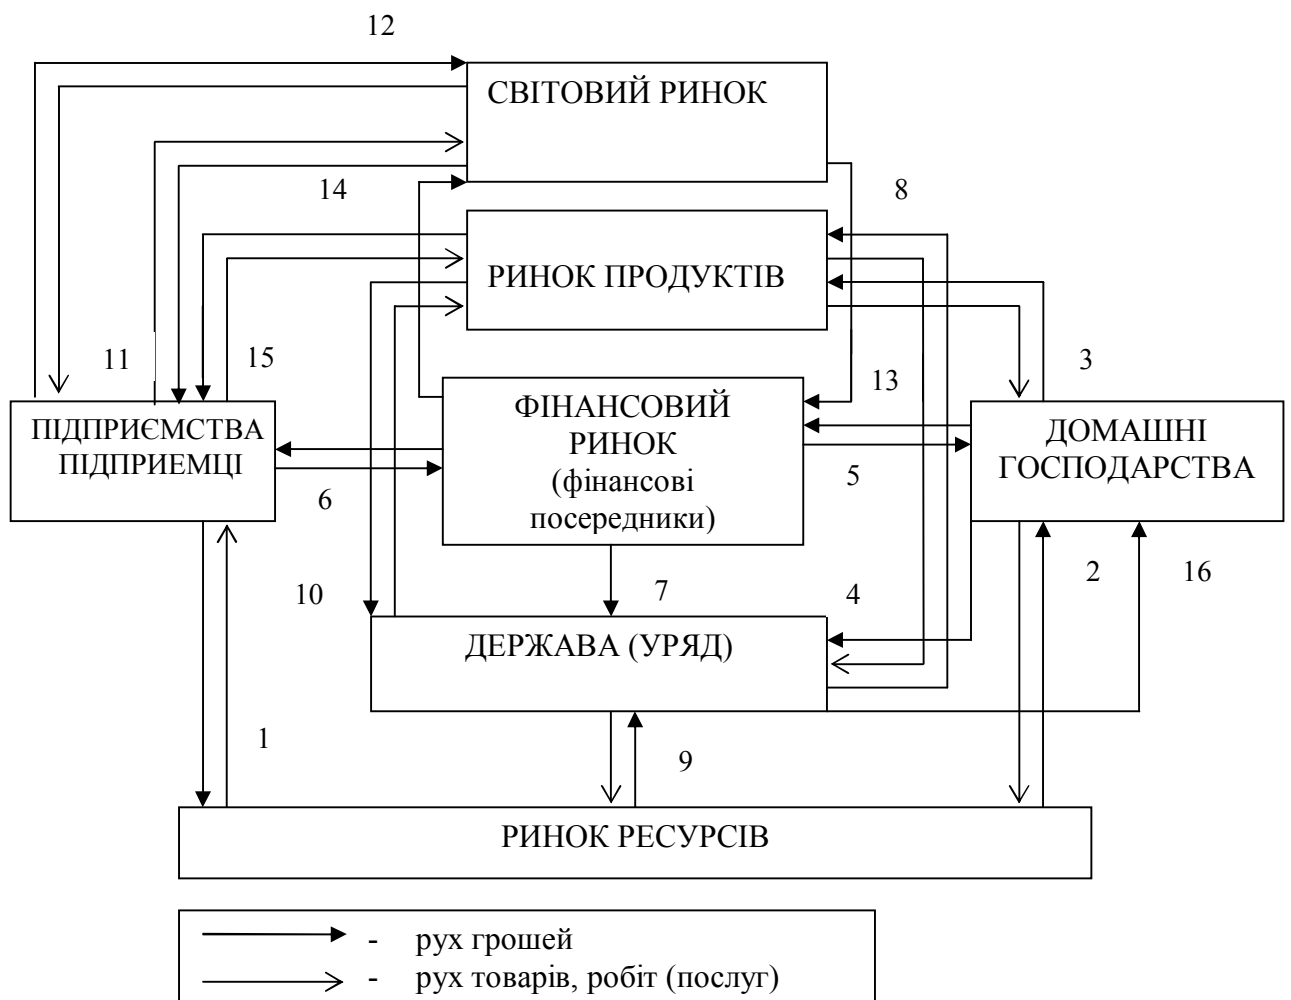 12
СВІТОВИЙ РИНОК
14
8
РИНОК ПРОДУКТІВ
11
15
13
3
ПІДПРИЄМСТВА
ПІДПРИЕМЦІ
ФІНАНСОВИЙ
РИНОК
(фінансові
посередники)
ДОМАШНІ
ГОСПОДАРСТВА
6
5
10
7
4
2
16
ДЕРЖАВА (УРЯД)
1
9
РИНОК РЕСУРСІВ
- рух грошей
- рух товарів, робіт (послуг)